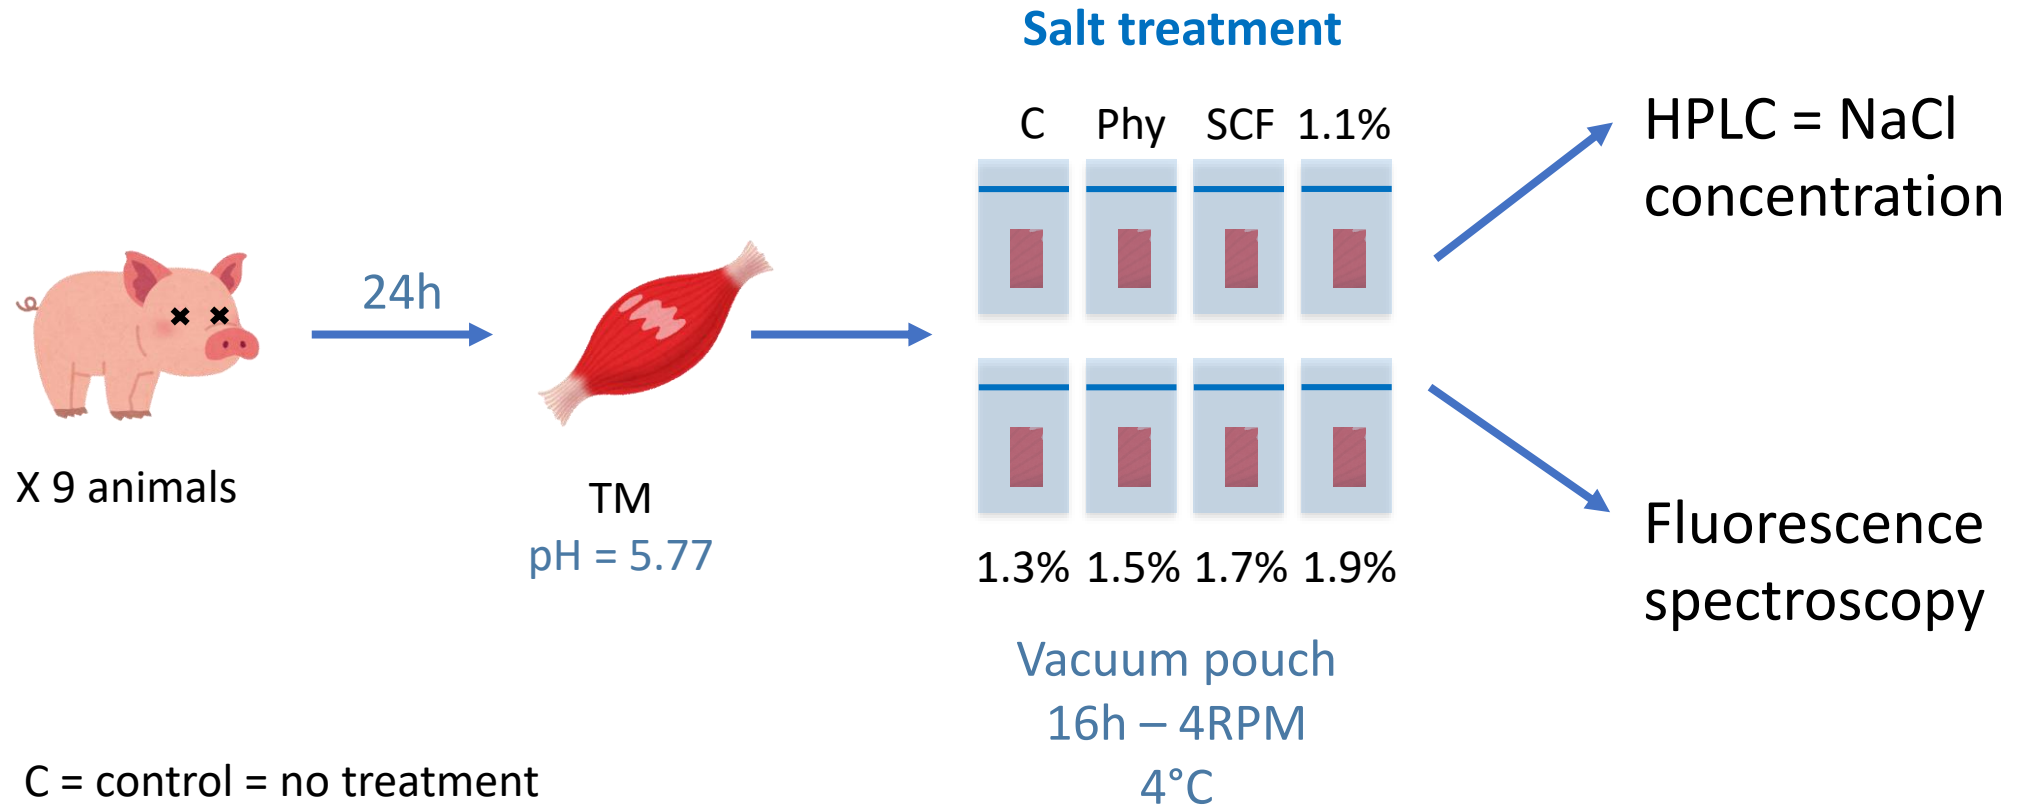 Salt treatment
C Phy SCF 1.1%
HPLC = NaCl
concentration
24h
X 9 animals
TM
pH = 5.77
1.3% 1.5% 1.7% 1.9%
Fluorescence
spectroscopy
Vacuum pouch
16h – 4RPM
4°C
C = control = no treatment